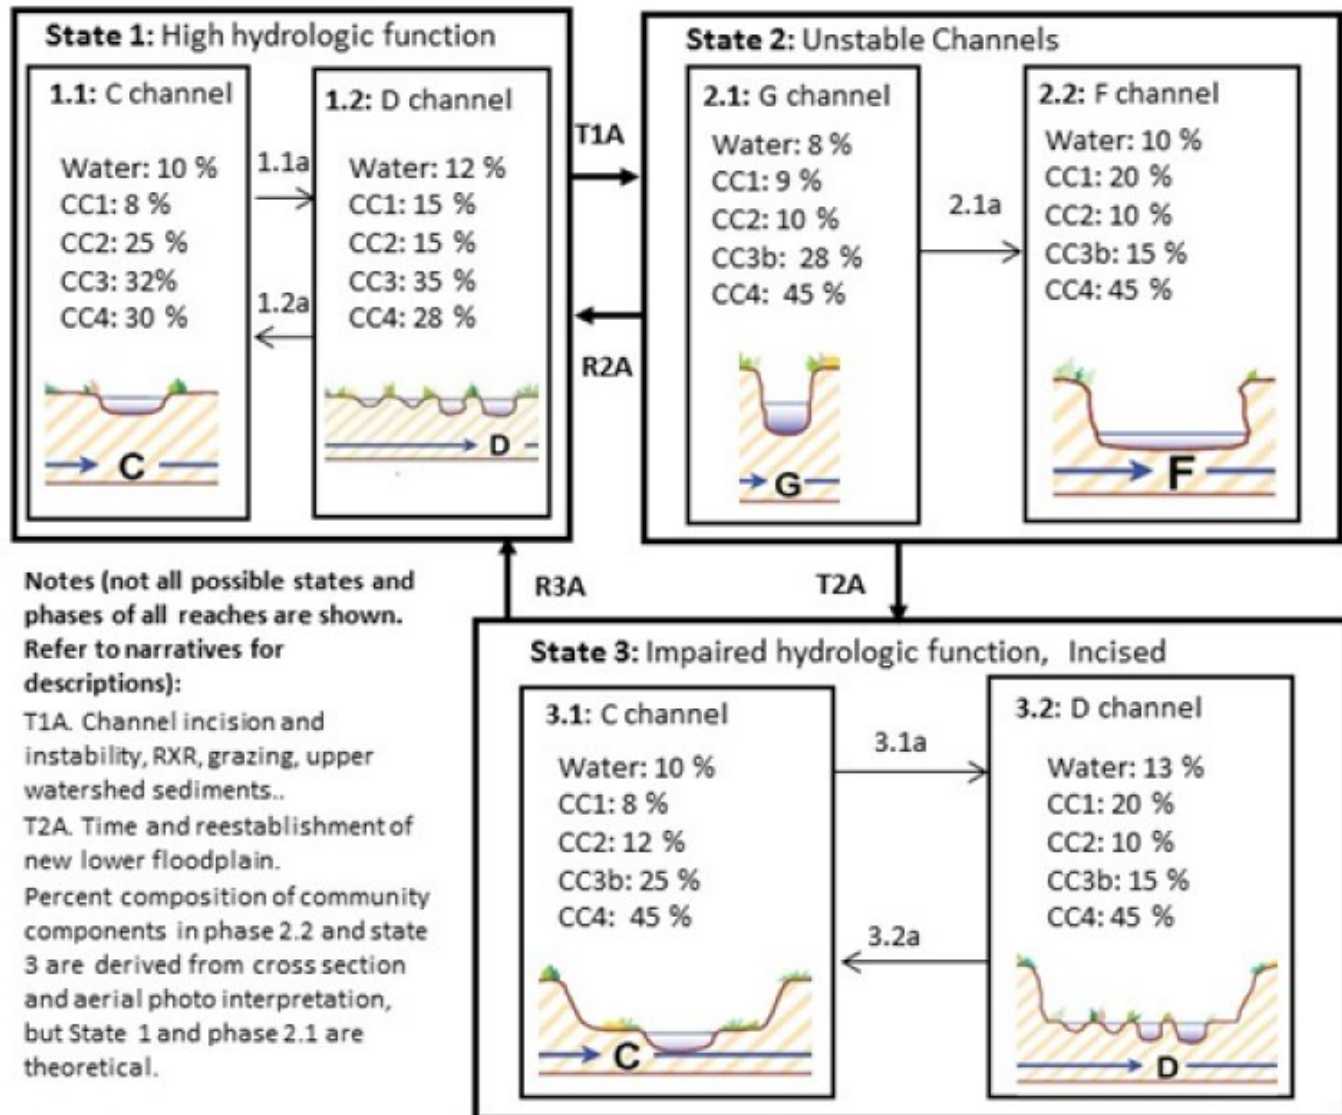 State 1: High hydrologic function
1.1: C channel
Water: 10 %
CC1: 8 %
CC2: 25 %
CC3: 32%
CC4: 30 %
C
1.1a
1.2a
1.2: D channel
Water: 12 %
CC1: 15 %
CC2: 15 %
CC3: 35 %
CC4: 28 %
D
T1A
R2A
State 2: Unstable Channels
2.1: G channel
Water: 8 %
CC1: 9 %
CC2: 10 %
CC3b: 28 %
CC4: 45 %
G
2.1a
2.2: F channel
Water: 10 %
CC1: 20 %
CC2: 10 %
CC3b: 15 %
CC4: 45 %
F
R3A
T2A
Notes (not all possible states and
phases of all reaches are shown.
Refer to narratives for
descriptions):
T1A. Channel incision and
instability, RXR, grazing, upper
watershed sediments..
T2A. Time and reestablishment of
new lower floodplain.
Percent composition of community
components in phase 2.2 and state
3 are derived from cross section
and aerial photo interpretation,
but State 1 and phase 2.1 are
theoretical.
State 3: Impaired hydrologic function, Incised
3.1: C channel
Water: 10 %
CC1: 8 %
CC2: 12 %
CC3b: 25 %
CC4: 45 %
C
3.1a
3.2a
3.2: D channel
Water: 13 %
CC1: 20 %
CC2: 10 %
CC3b: 15 %
CC4: 45 %
D